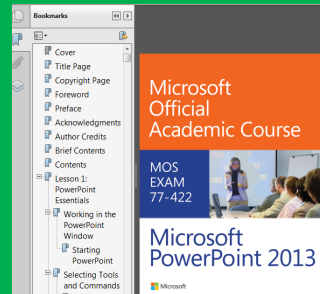 Bookmarks
Cover
Title Page
Copyright Page
Foreword
Preface
Acknowledgments
Author Credits
Brief Contents
Contents
Lesson 1:
PowerPoint
Essentials
Working in the
PowerPoint
Window
Starting
PowerPoint
Selecting Tools
and Commands
Microsoft
Official
Academic Course
MOS
EXAM
77-422
Microsoft
PowerPoint 2013
Microsoft